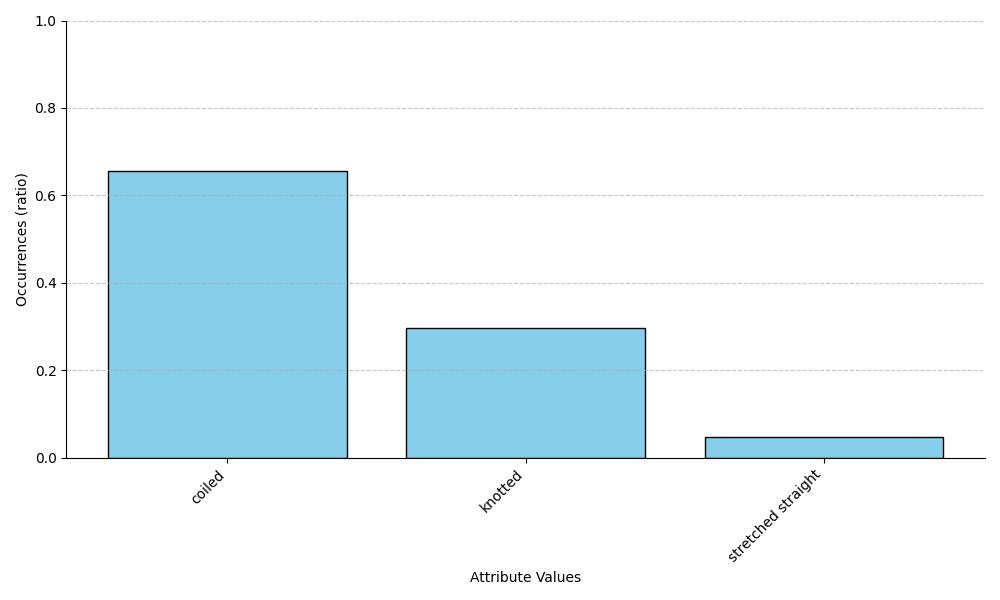 1.0
0.8
0.6
0.4
0.2
0.0
Occurrences (ratio)
coiled
knotted
stretched straight
Attribute Values